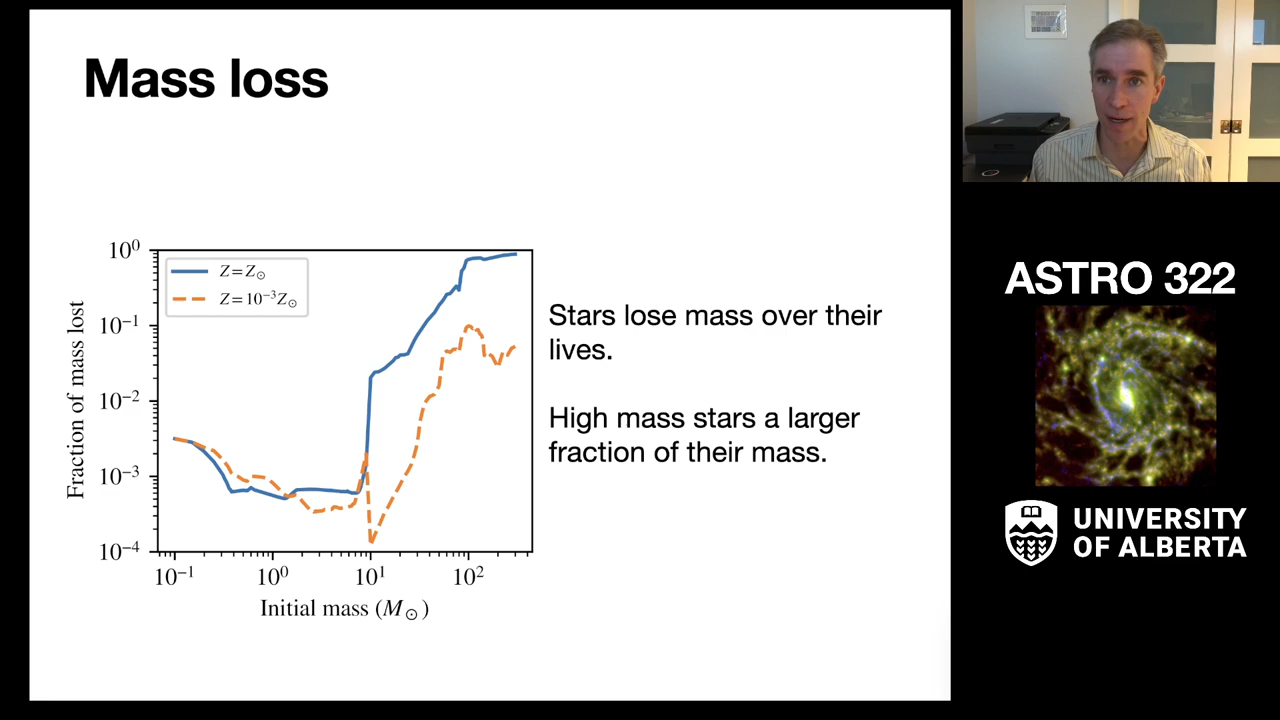 Mass loss
10⁰
10⁻¹
10⁻²
10⁻³
10⁻⁴
Fraction of mass lost
Z = Z⊙
Z = 10⁻³Z⊙
10⁻¹
10⁰
10¹
10²
Initial mass (M⊙)
Stars lose mass over their
lives.
High mass stars a larger
fraction of their mass.
ASTRO 322
UNIVERSITY
OF ALBERTA